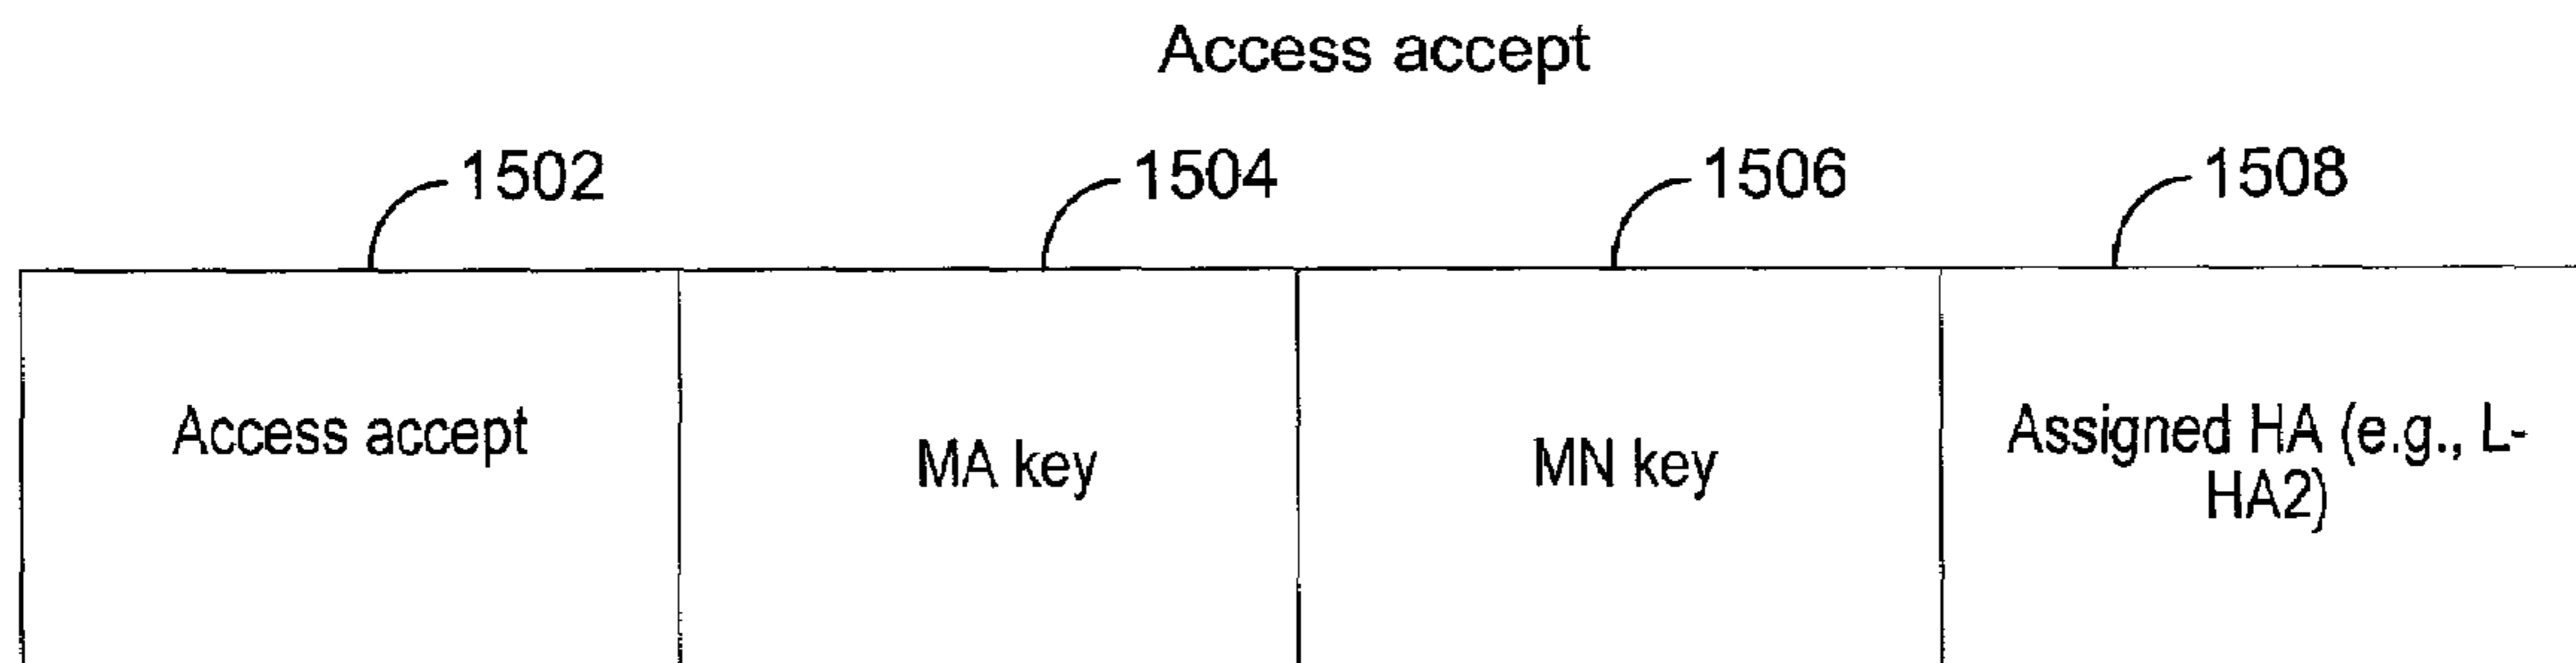 Access accept
1502
1504
1506
1508
Access accept
MA key
MN key
Assigned HA (e.g., L-
HA2)